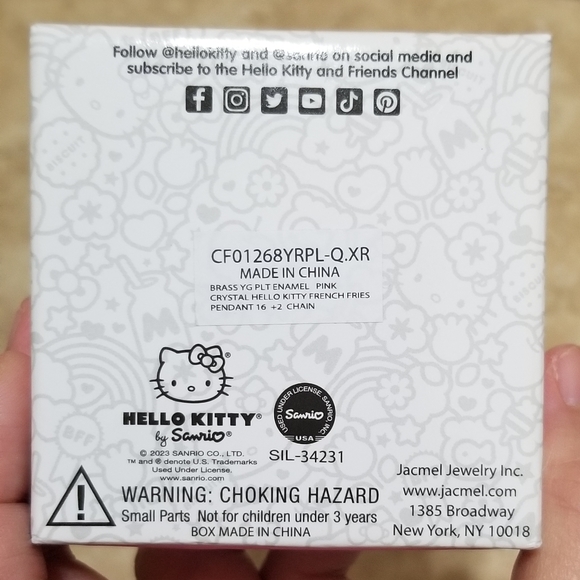 Follow @hellokitty and @sanrio on social media and
subscribe to the Hello Kitty and Friends Channel
CF01268YRPL-Q.XR
MADE IN CHINA
BRASS YG PLT ENAMEL PINK
CRYSTAL HELLO KITTY FRENCH FRIES
PENDANT 16 +2 CHAIN
HELLO KITTY®
by Sanrio®
© 2023 SANRIO CO., LTD.
™ and ® denote U.S. Trademarks
Used Under License.
www.sanrio.com
USED UNDER LICENSE. SANRIO, INC.
Sanrio
USA
SIL-34231
Jacmel Jewelry Inc.
www.jacmel.com
1385 Broadway
New York, NY 10018
WARNING: CHOKING HAZARD
Small Parts Not for children under 3 years
BOX MADE IN CHINA
BISCUIT
M
M